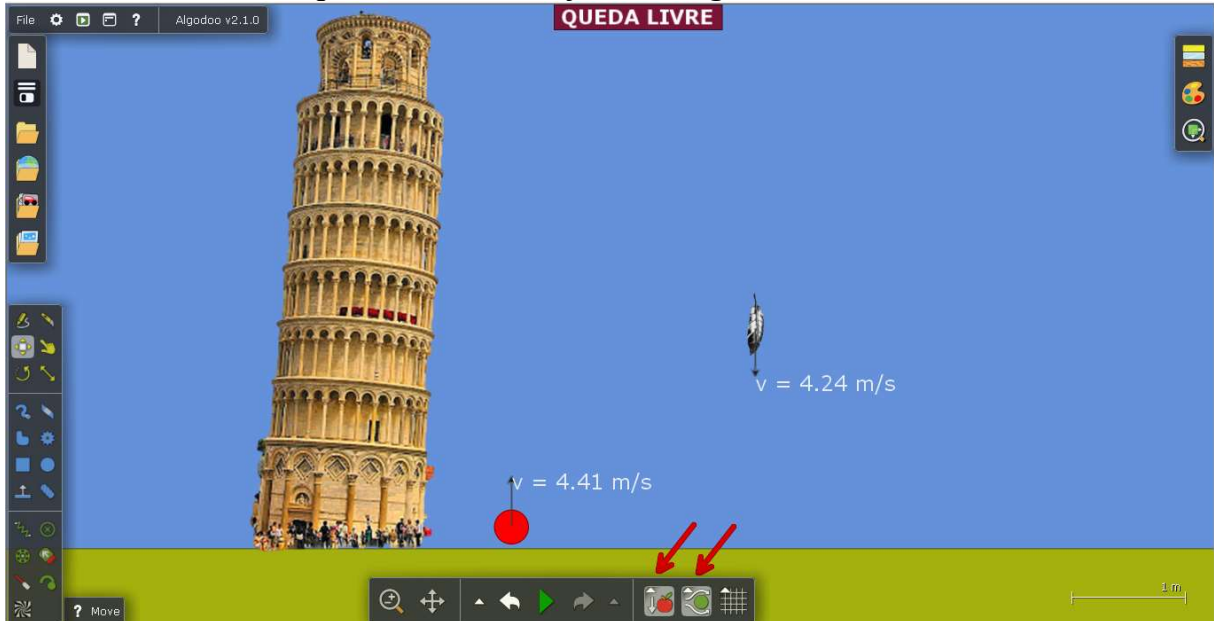 File ? Algodoo v2.1.0
QUEDA LIVRE
v = 4.24 m/s
v = 4.41 m/s
1 m
? Move